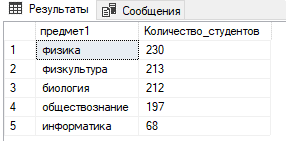 Результаты Сообщения
предмет1 Количество_студентов
1 физика 230
2 физкультура 213
3 биология 212
4 обществознание 197
5 информатика 68